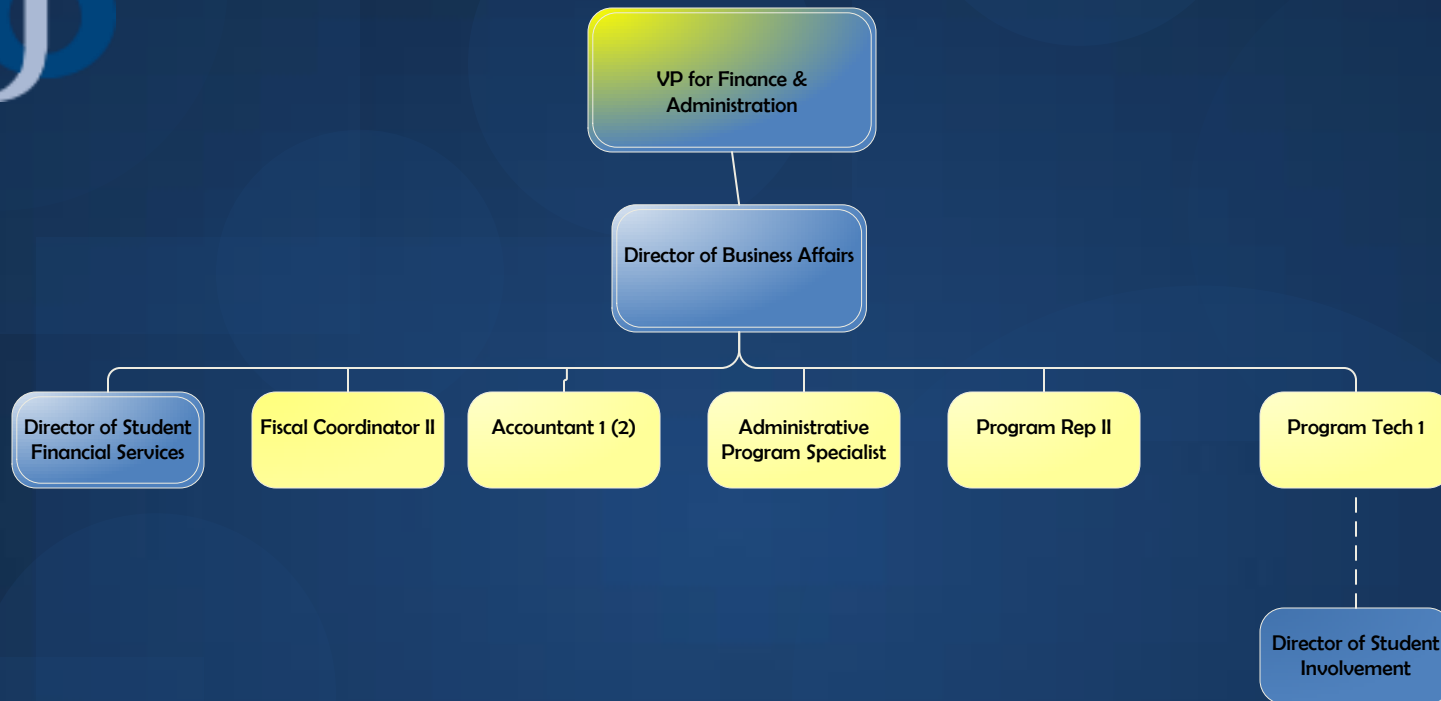 VP for Finance &
Administration
Director of Business Affairs
Director of Student
Financial Services
Fiscal Coordinator II
Accountant 1 (2)
Administrative
Program Specialist
Program Rep II
Program Tech 1
Director of Student
Involvement